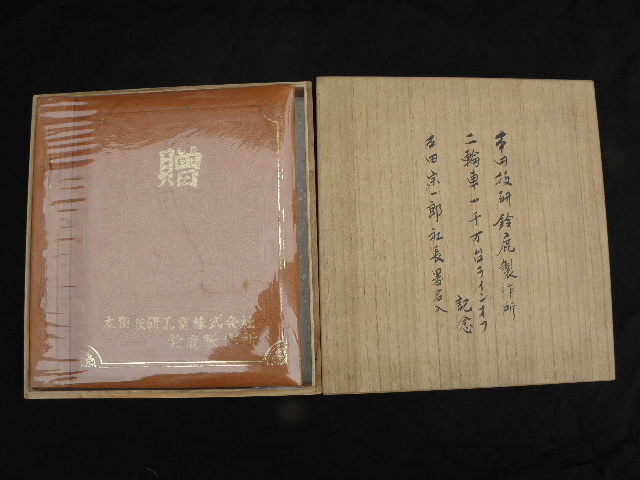 贈
本田技研工業株式会社
鈴鹿製作所
本田技研鈴鹿製作所
二輪車一千万台ラインオフ
記念
本田宗一郎社長署名入